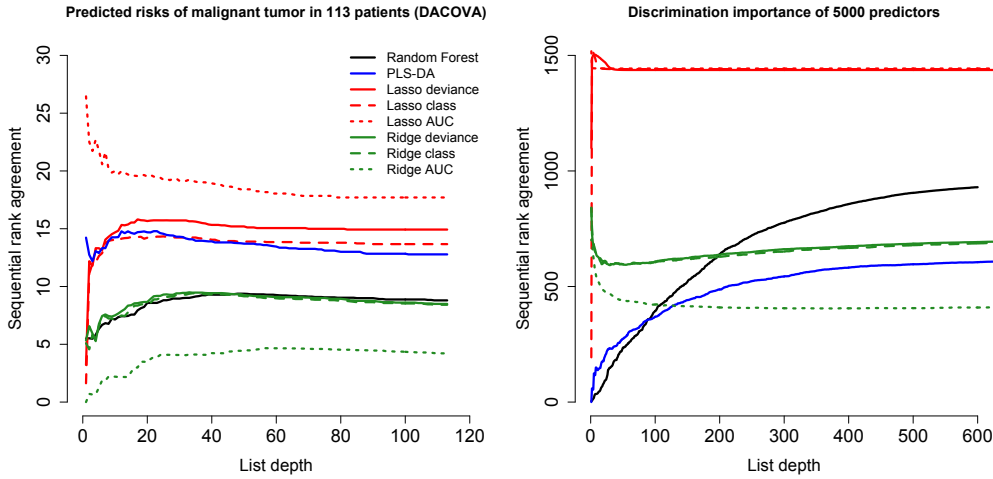 Predicted risks of malignant tumor in 113 patients (DACOVA)
Sequential rank agreement
30
25
20
15
10
5
0
Random Forest
PLS-DA
Lasso deviance
Lasso class
Lasso AUC
Ridge deviance
Ridge class
Ridge AUC
0 20 40 60 80 100 120
List depth
Discrimination importance of 5000 predictors
Sequential rank agreement
1500
1000
500
0
0 100 200 300 400 500 600
List depth